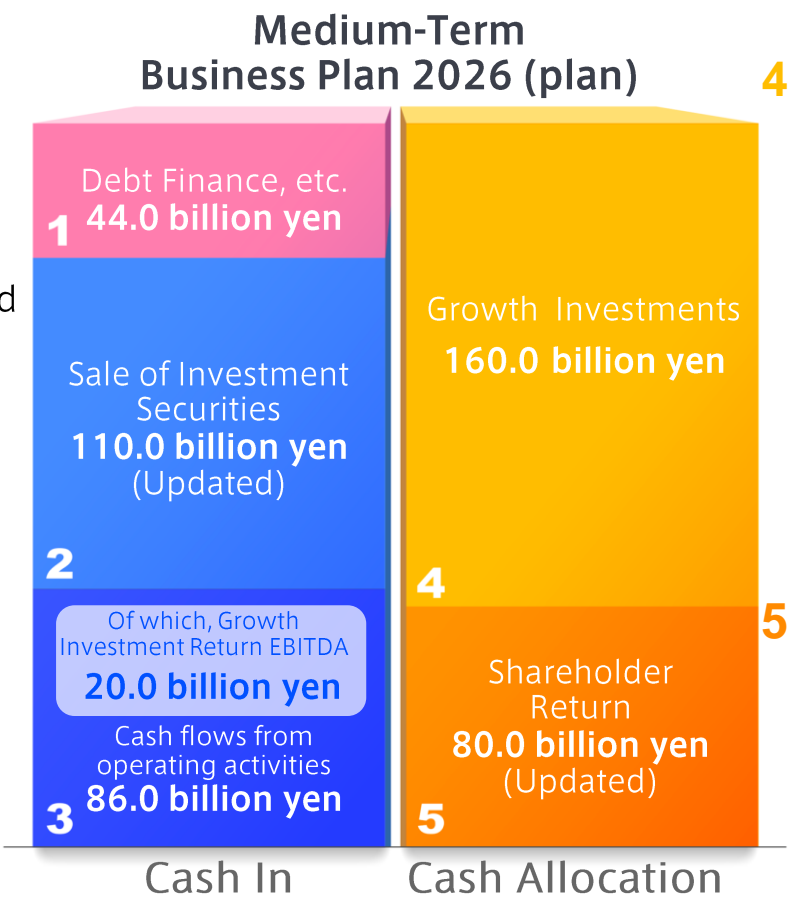 Medium-Term
Business Plan 2026 (plan)
4
Debt Finance, etc.
1 44.0 billion yen
d
Sale of Investment
Securities
110.0 billion yen
(Updated)
2
Of which, Growth
Investment Return EBITDA
20.0 billion yen
Cash flows from
operating activities
3 86.0 billion yen
Growth Investments
160.0 billion yen
4
5
Shareholder
Return
80.0 billion yen
(Updated)
5
Cash In
Cash Allocation